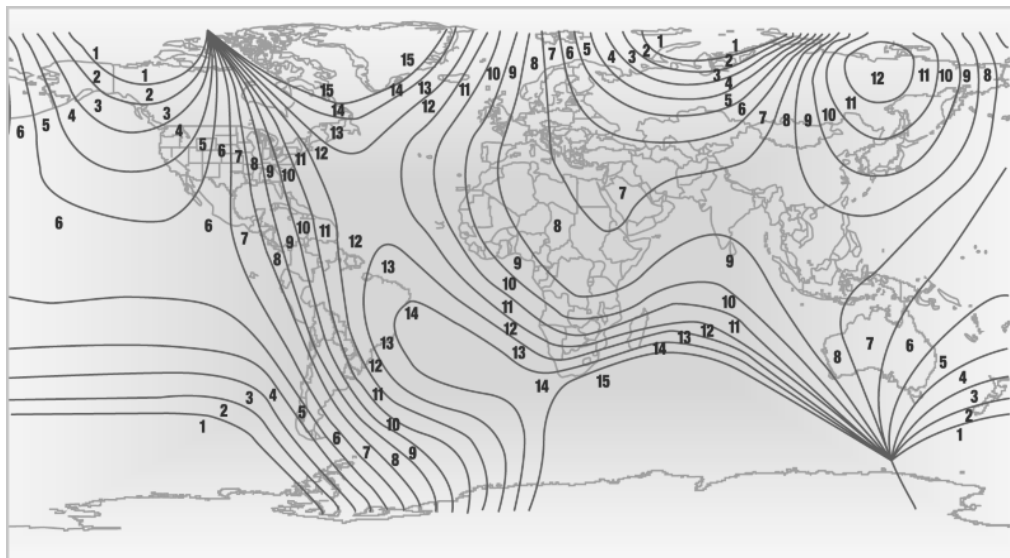 7 6 5 4 3 2 1 1
1 15 10 9 8 2 12 11 10 9 8
2 1 15 14 13 12 11 3 4
3 2 14 5 11
6 5 4 3 13 12 6 7 8 9 10
4 5 6 7 8 9 10 11 12
7
6 6 7 8 9 10 11 12 8
13 9 9
8 10 10
14 11 12 11
12 13
13 13 14 7 6
12 14 15 8 5
4
3 4 5 11 3
2 10 2
1 6 7 8 9 1